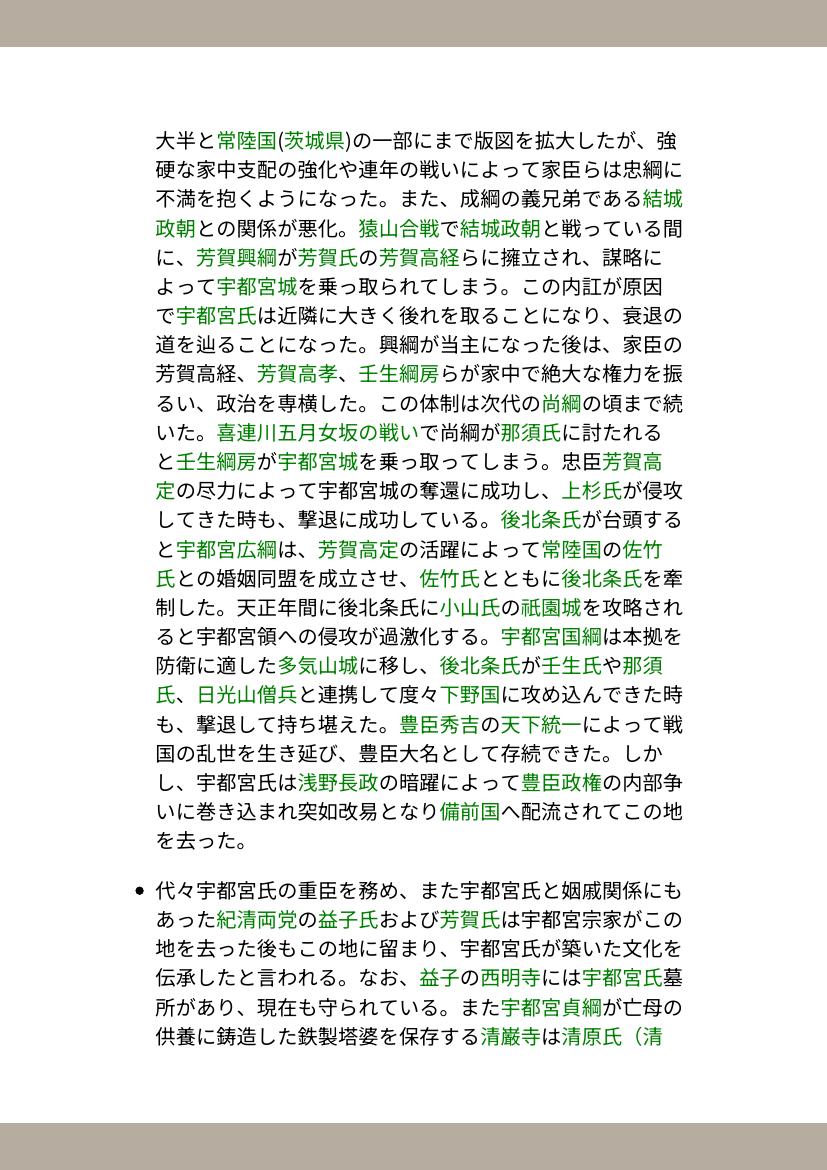 大半と常陸国(茨城県)の一部にまで版図を拡大したが、強
硬な家中支配の強化や連年の戦いによって家臣らは忠綱に
不満を抱くようになった。また、成綱の義兄弟である結城
政朝との関係が悪化。猿山合戦で結城政朝と戦っている間
に、芳賀興綱が芳賀氏の芳賀高経らに擁立され、謀略に
よって宇都宮城を乗っ取られてしまう。この内訌が原因
で宇都宮氏は近隣に大きく後れを取ることになり、衰退の
道を辿ることになった。興綱が当主になった後は、家臣の
芳賀高経、芳賀高孝、壬生綱房らが家中で絶大な権力を振
るい、政治を専横した。この体制は次代の尚綱の頃まで続
いた。喜連川五月女坂の戦いで尚綱が那須氏に討たれる
と壬生綱房が宇都宮城を乗っ取ってしまう。忠臣芳賀高
定の尽力によって宇都宮城の奪還に成功し、上杉氏が侵攻
してきた時も、撃退に成功している。後北条氏が台頭する
と宇都宮広綱は、芳賀高定の活躍によって常陸国の佐竹
氏との婚姻同盟を成立させ、佐竹氏とともに後北条氏を牽
制した。天正年間に後北条氏に小山氏の祇園城を攻略され
ると宇都宮領への侵攻が過激化する。宇都宮国綱は本拠を
防衛に適した多気山城に移し、後北条氏が壬生氏や那須
氏、日光山僧兵と連携して度々下野国に攻め込んできた時
も、撃退して持ち堪えた。豊臣秀吉の天下統一によって戦
国の乱世を生き延び、豊臣大名として存続できた。しか
し、宇都宮氏は浅野長政の暗躍によって豊臣政権の内部争
いに巻き込まれ突如改易となり備前国へ配流されてこの地
を去った。
● 代々宇都宮氏の重臣を務め、また宇都宮氏と姻戚関係にも
あった紀清両党の益子氏および芳賀氏は宇都宮宗家がこの
地を去った後もこの地に留まり、宇都宮氏が築いた文化を
伝承したと言われる。なお、益子の西明寺には宇都宮氏墓
所があり、現在も守られている。また宇都宮貞綱が亡母の
供養に鋳造した鉄製塔婆を保存する清巌寺は清原氏（清